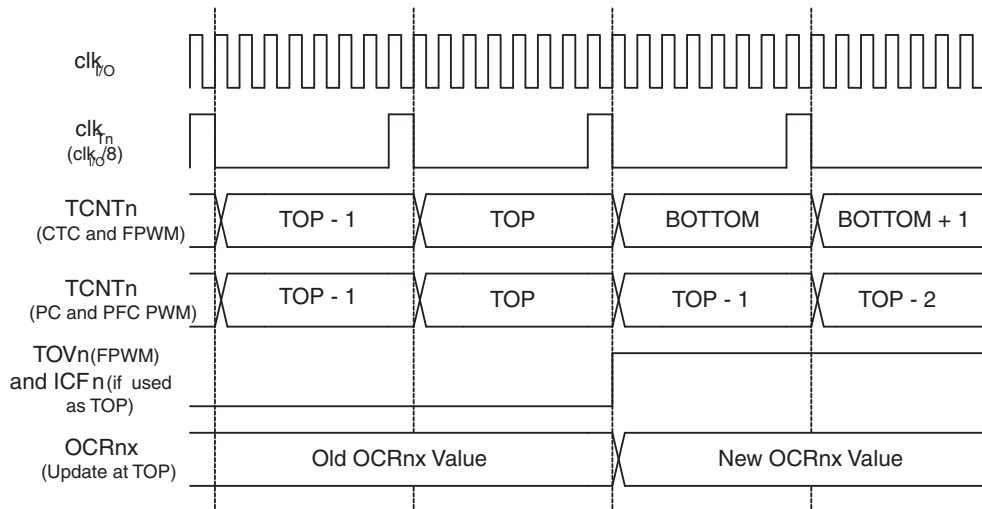 clkI/O
clkTn
(clkI/O/8)
TCNTn
(CTC and FPWM)
TOP - 1 TOP BOTTOM BOTTOM + 1
TCNTn
(PC and PFC PWM)
TOP - 1 TOP TOP - 1 TOP - 2
TOVn (FPWM)
and ICFn (if used
as TOP)
OCRnx
(Update at TOP)
Old OCRnx Value New OCRnx Value